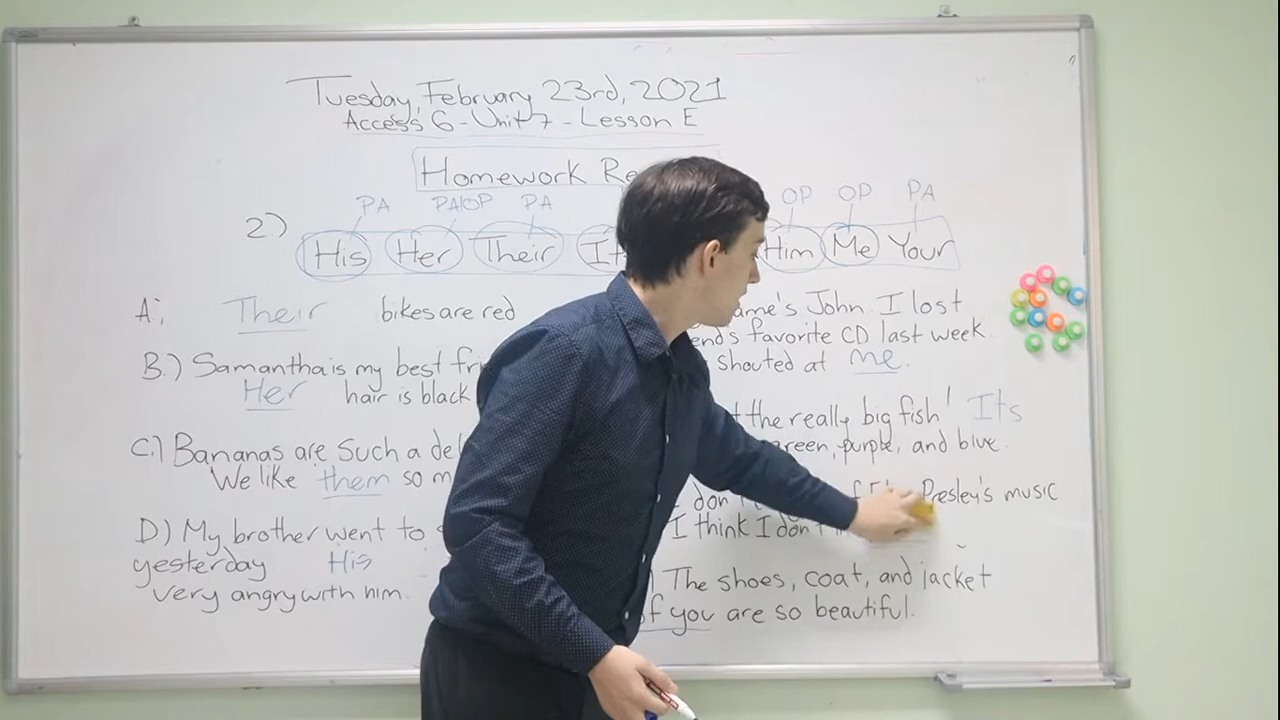 Tuesday, February 23rd, 2021
Access 6 - Unit 7 - Lesson E
Homework Re
PA PA/OP PA OP OP PA
2) His Her Their It Him Me Your
A) Their bikes are red
B.) Samantha is my best fri
Her hair is black
C.) Bananas are such a de
We like them so m
D) My brother went to
yesterday His
very angry with him.
ame's John. I lost
end's favorite CD last week.
shouted at me.
t the really big fish! Its
green, purple, and blue.
I don Presley's music
I think I don't
) The shoes, coat, and jacket
of you are so beautiful.